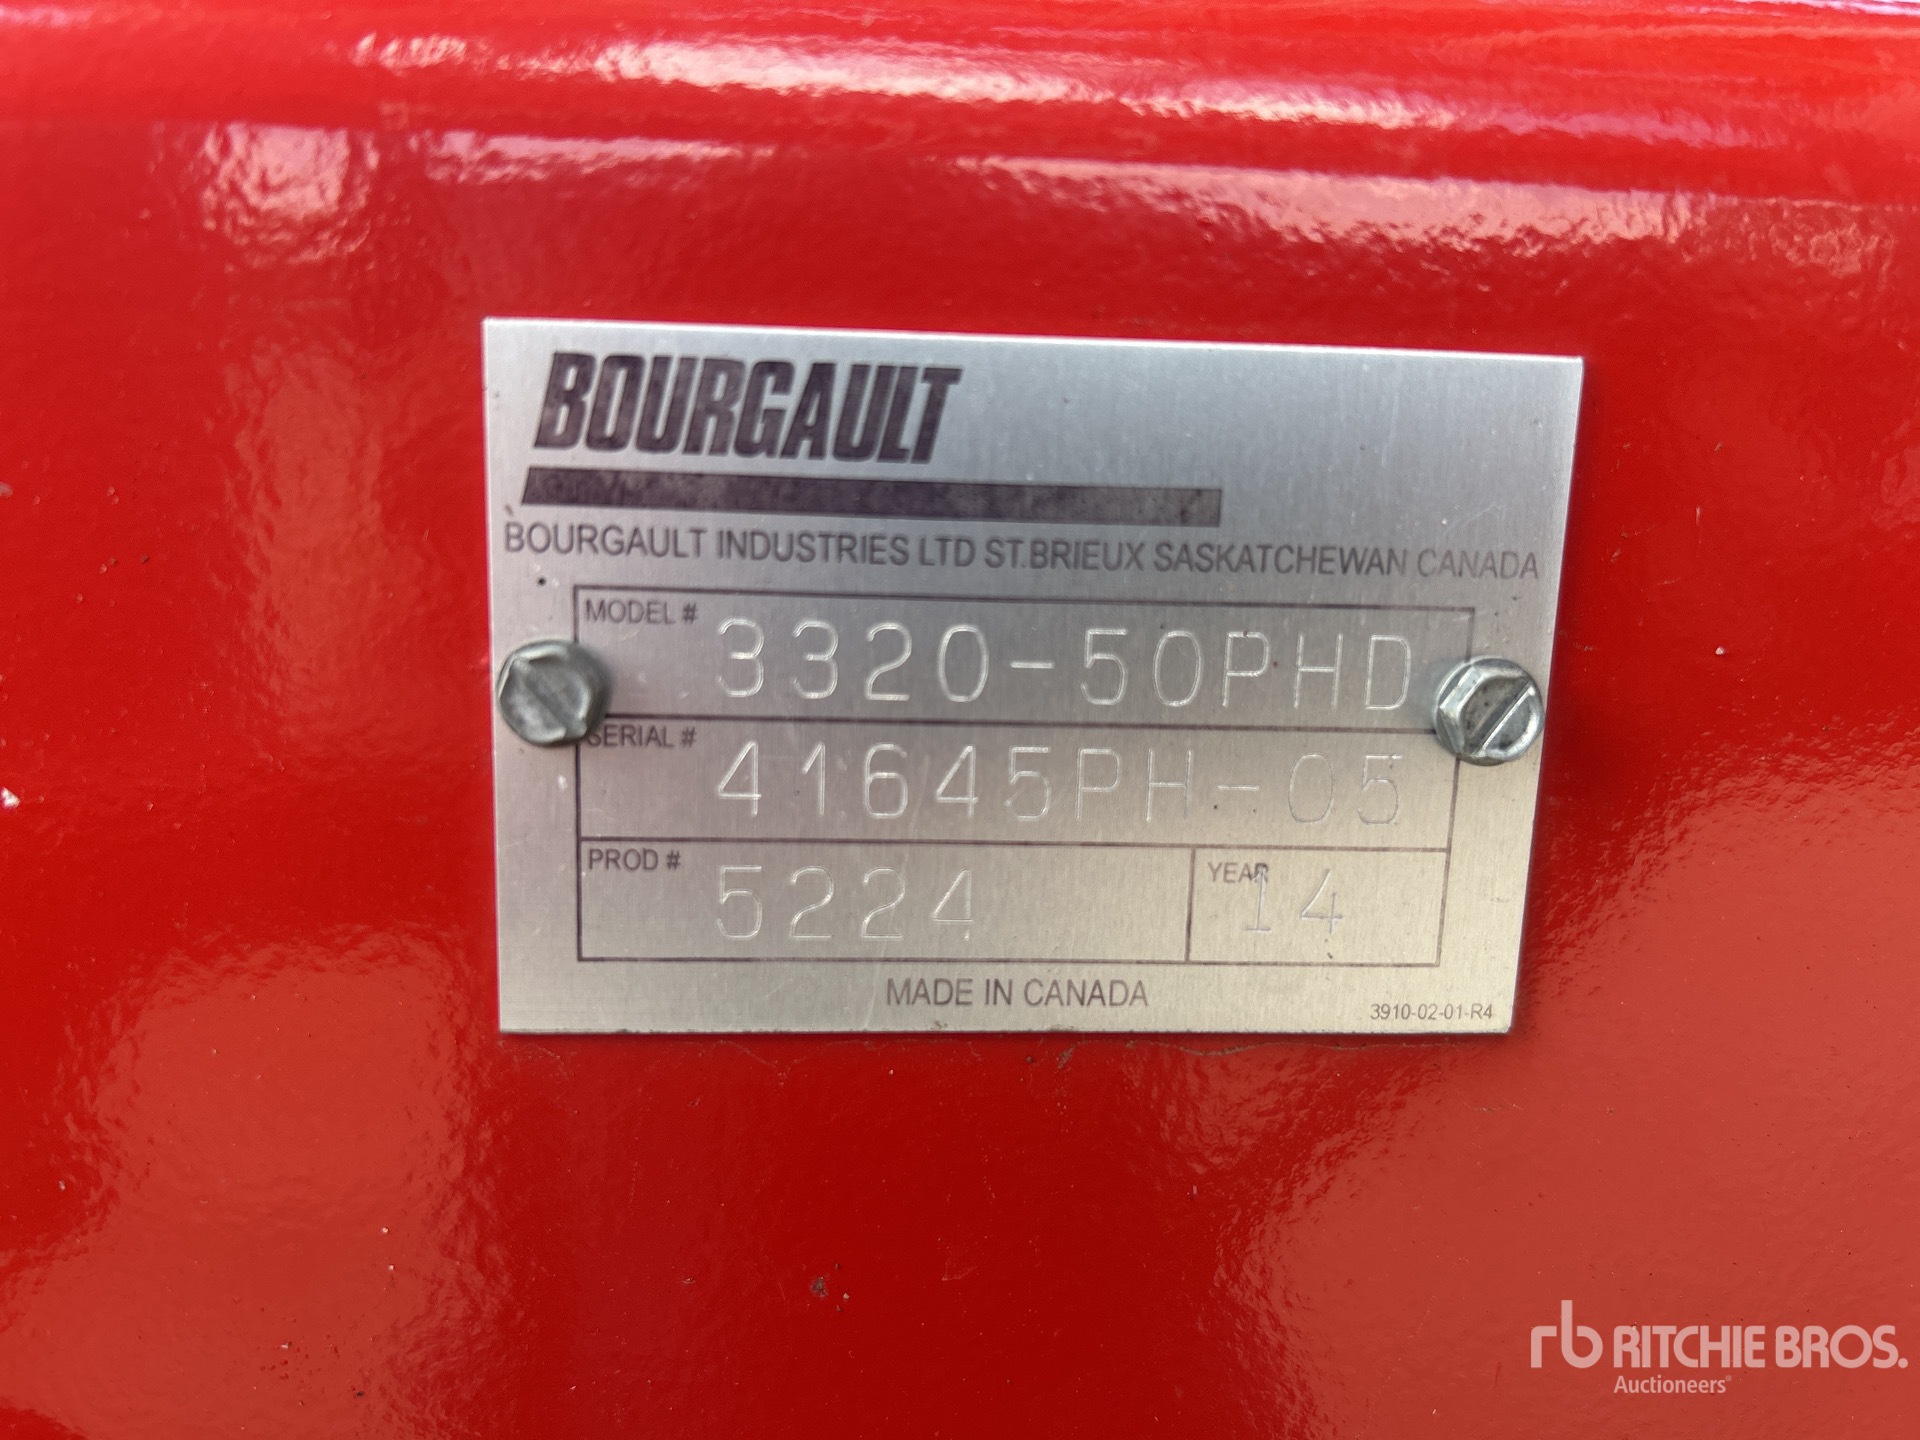 BOURGAULT
BOURGAULT INDUSTRIES LTD ST.BRIEUX SASKATCHEWAN CANADA
MODEL # 3320-50PHD
SERIAL # 41645PH-05
PROD # 5224 YEAR 14
MADE IN CANADA
3910-02-01-R4
rb RITCHIE BROS.
Auctioneers